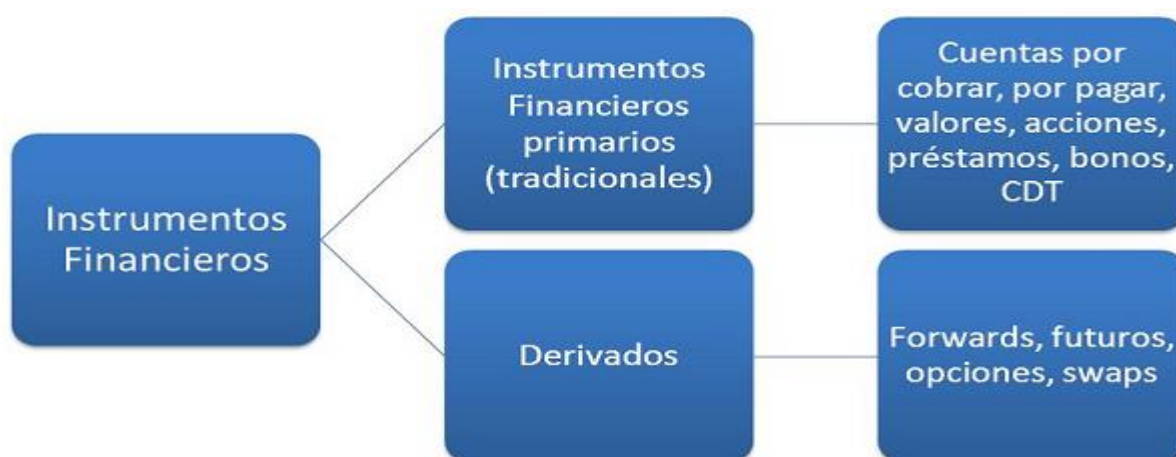 Instrumentos
Financieros
Instrumentos
Financieros
primarios
(tradicionales)
Cuentas por
cobrar, por pagar,
valores, acciones,
préstamos, bonos,
CDT
Derivados
Forwards, futuros,
opciones, swaps